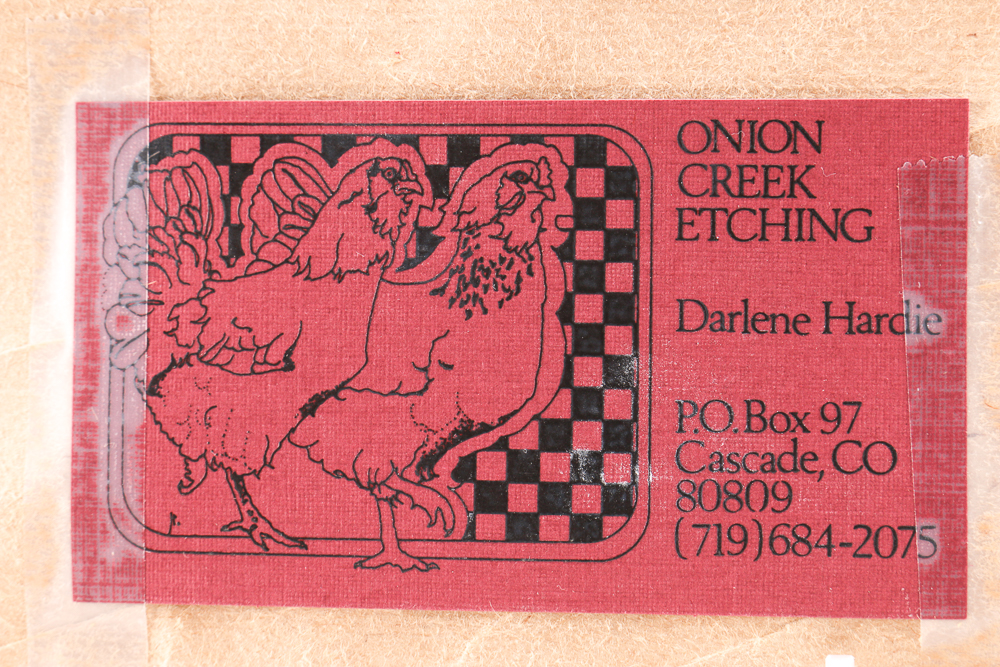 ONION
CREEK
ETCHING
Darlene Hardie
P.O. Box 97
Cascade, CO
80809
(719)684-2075